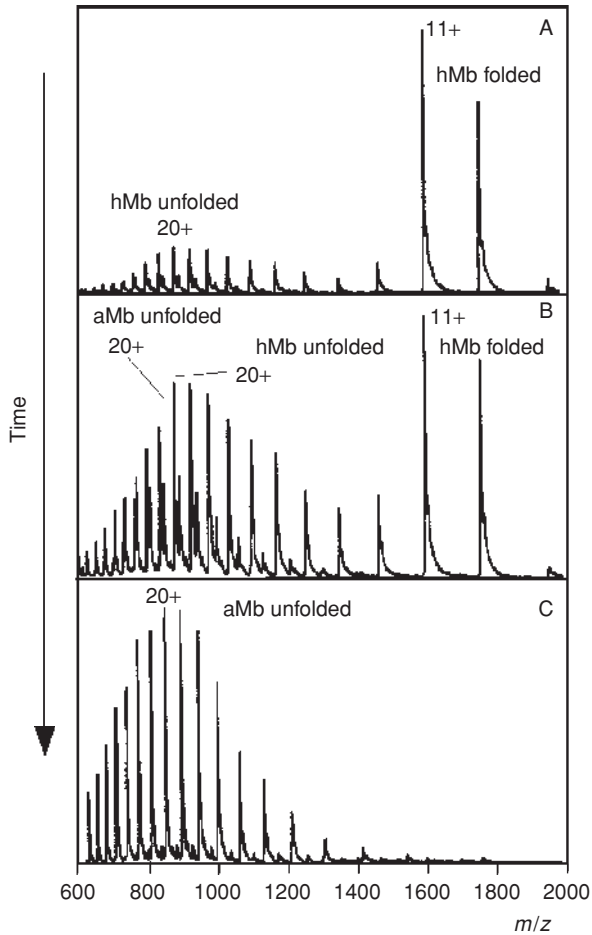 A
11+
hMb folded
hMb unfolded
20+
B
11+
aMb unfolded
hMb unfolded
hMb folded
20+
20+
Time
C
20+
aMb unfolded
600 800 1000 1200 1400 1600 1800 2000
m/z